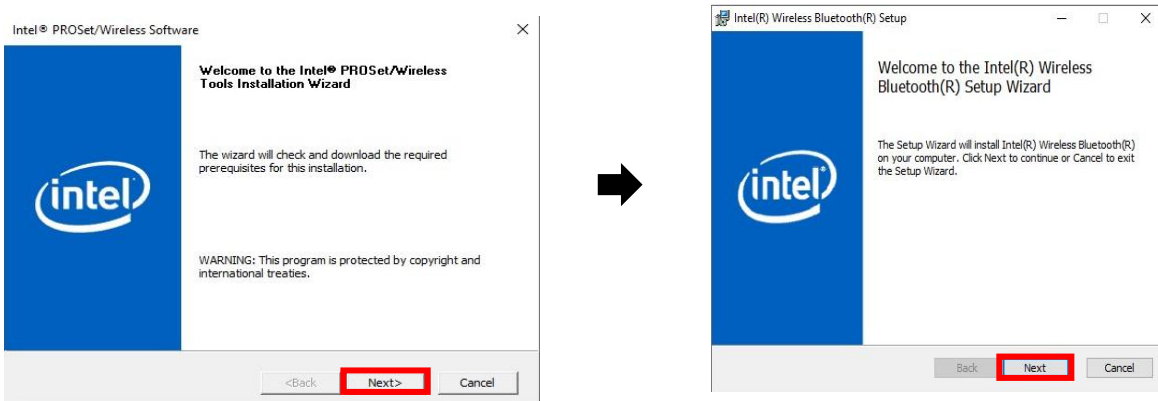 Intel® PROSet/Wireless Software
Welcome to the Intel® PROSet/Wireless
Tools Installation Wizard
The wizard will check and download the required
prerequisites for this installation.
intel
WARNING: This program is protected by copyright and
international treaties.
<Back
Next>
Cancel
Intel(R) Wireless Bluetooth(R) Setup
Welcome to the Intel(R) Wireless
Bluetooth(R) Setup Wizard
The Setup Wizard will install Intel(R) Wireless Bluetooth(R)
on your computer. Click Next to continue or Cancel to exit
the Setup Wizard.
intel
Back
Next
Cancel